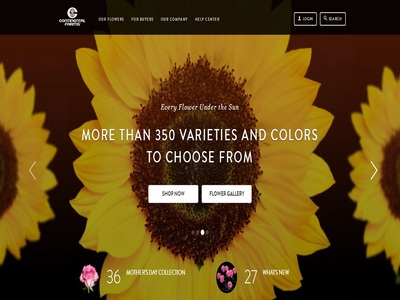 CONTINENTAL
FARMS
OUR FLOWERS
FOR BUYERS
OUR COMPANY
HELP CENTER
LOGIN
SEARCH
Every Flower Under the Sun
MORE THAN 350 VARIETIES AND COLORS
TO CHOOSE FROM
SHOP NOW
FLOWER GALLERY
36 MOTHER'S DAY COLLECTION
27 WHAT'S NEW